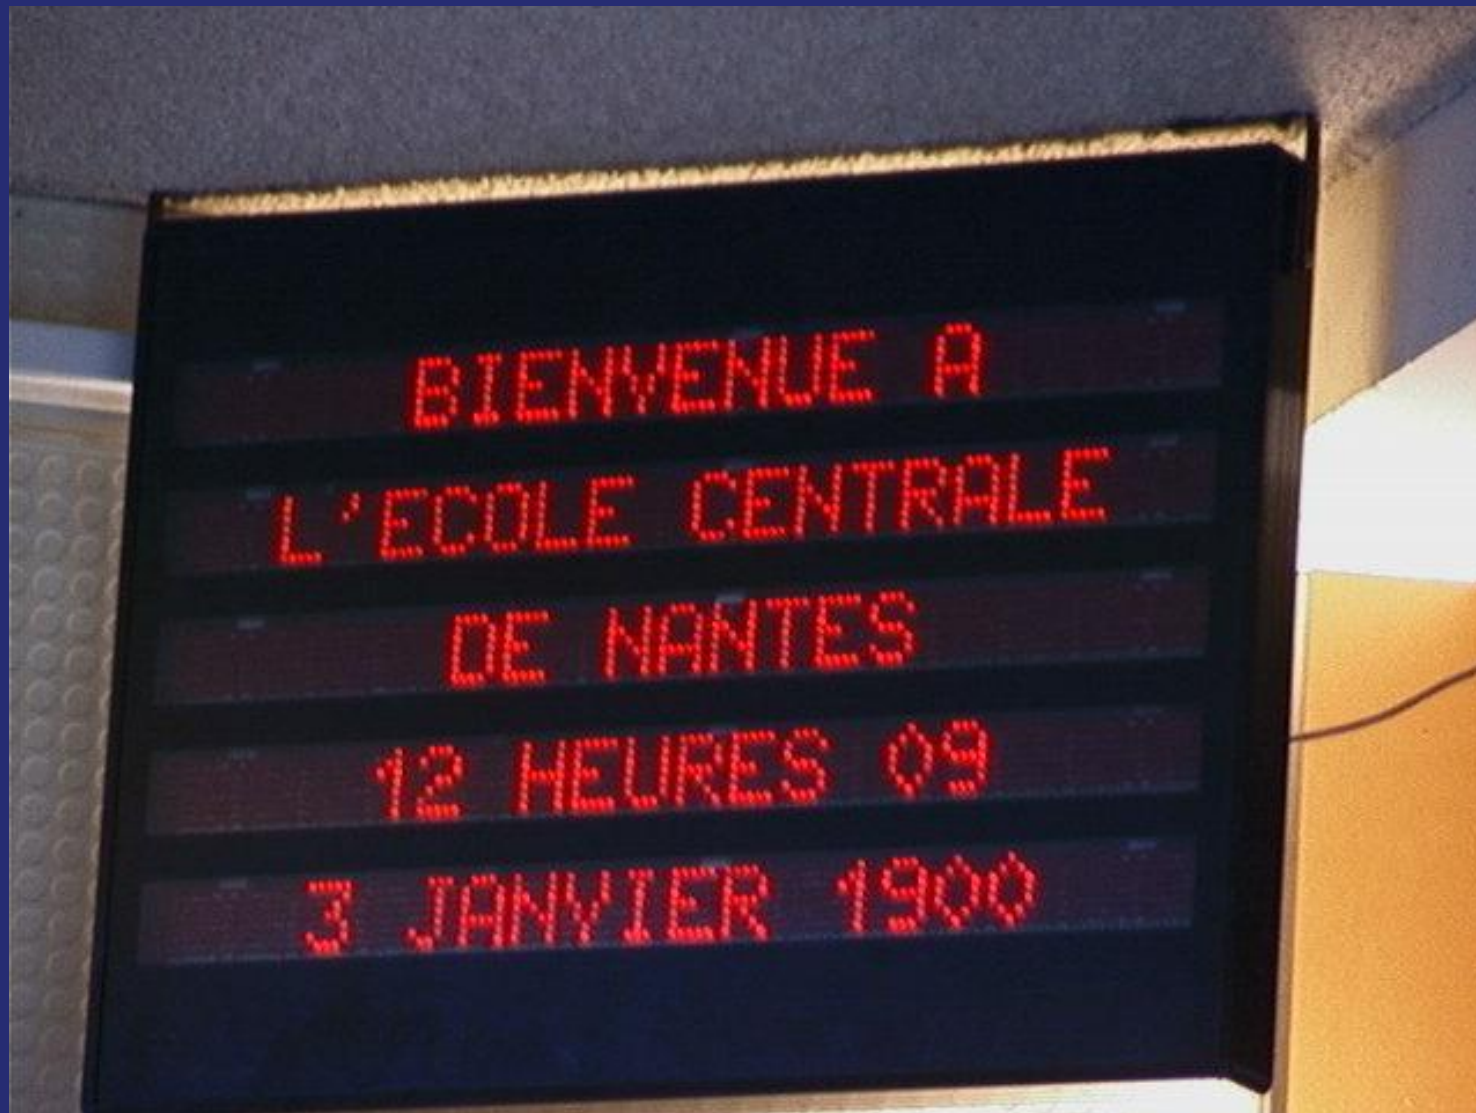 BIENVENUE A
L'ECOLE CENTRALE
DE NANTES
12 HEURES 09
3 JANVIER 1900